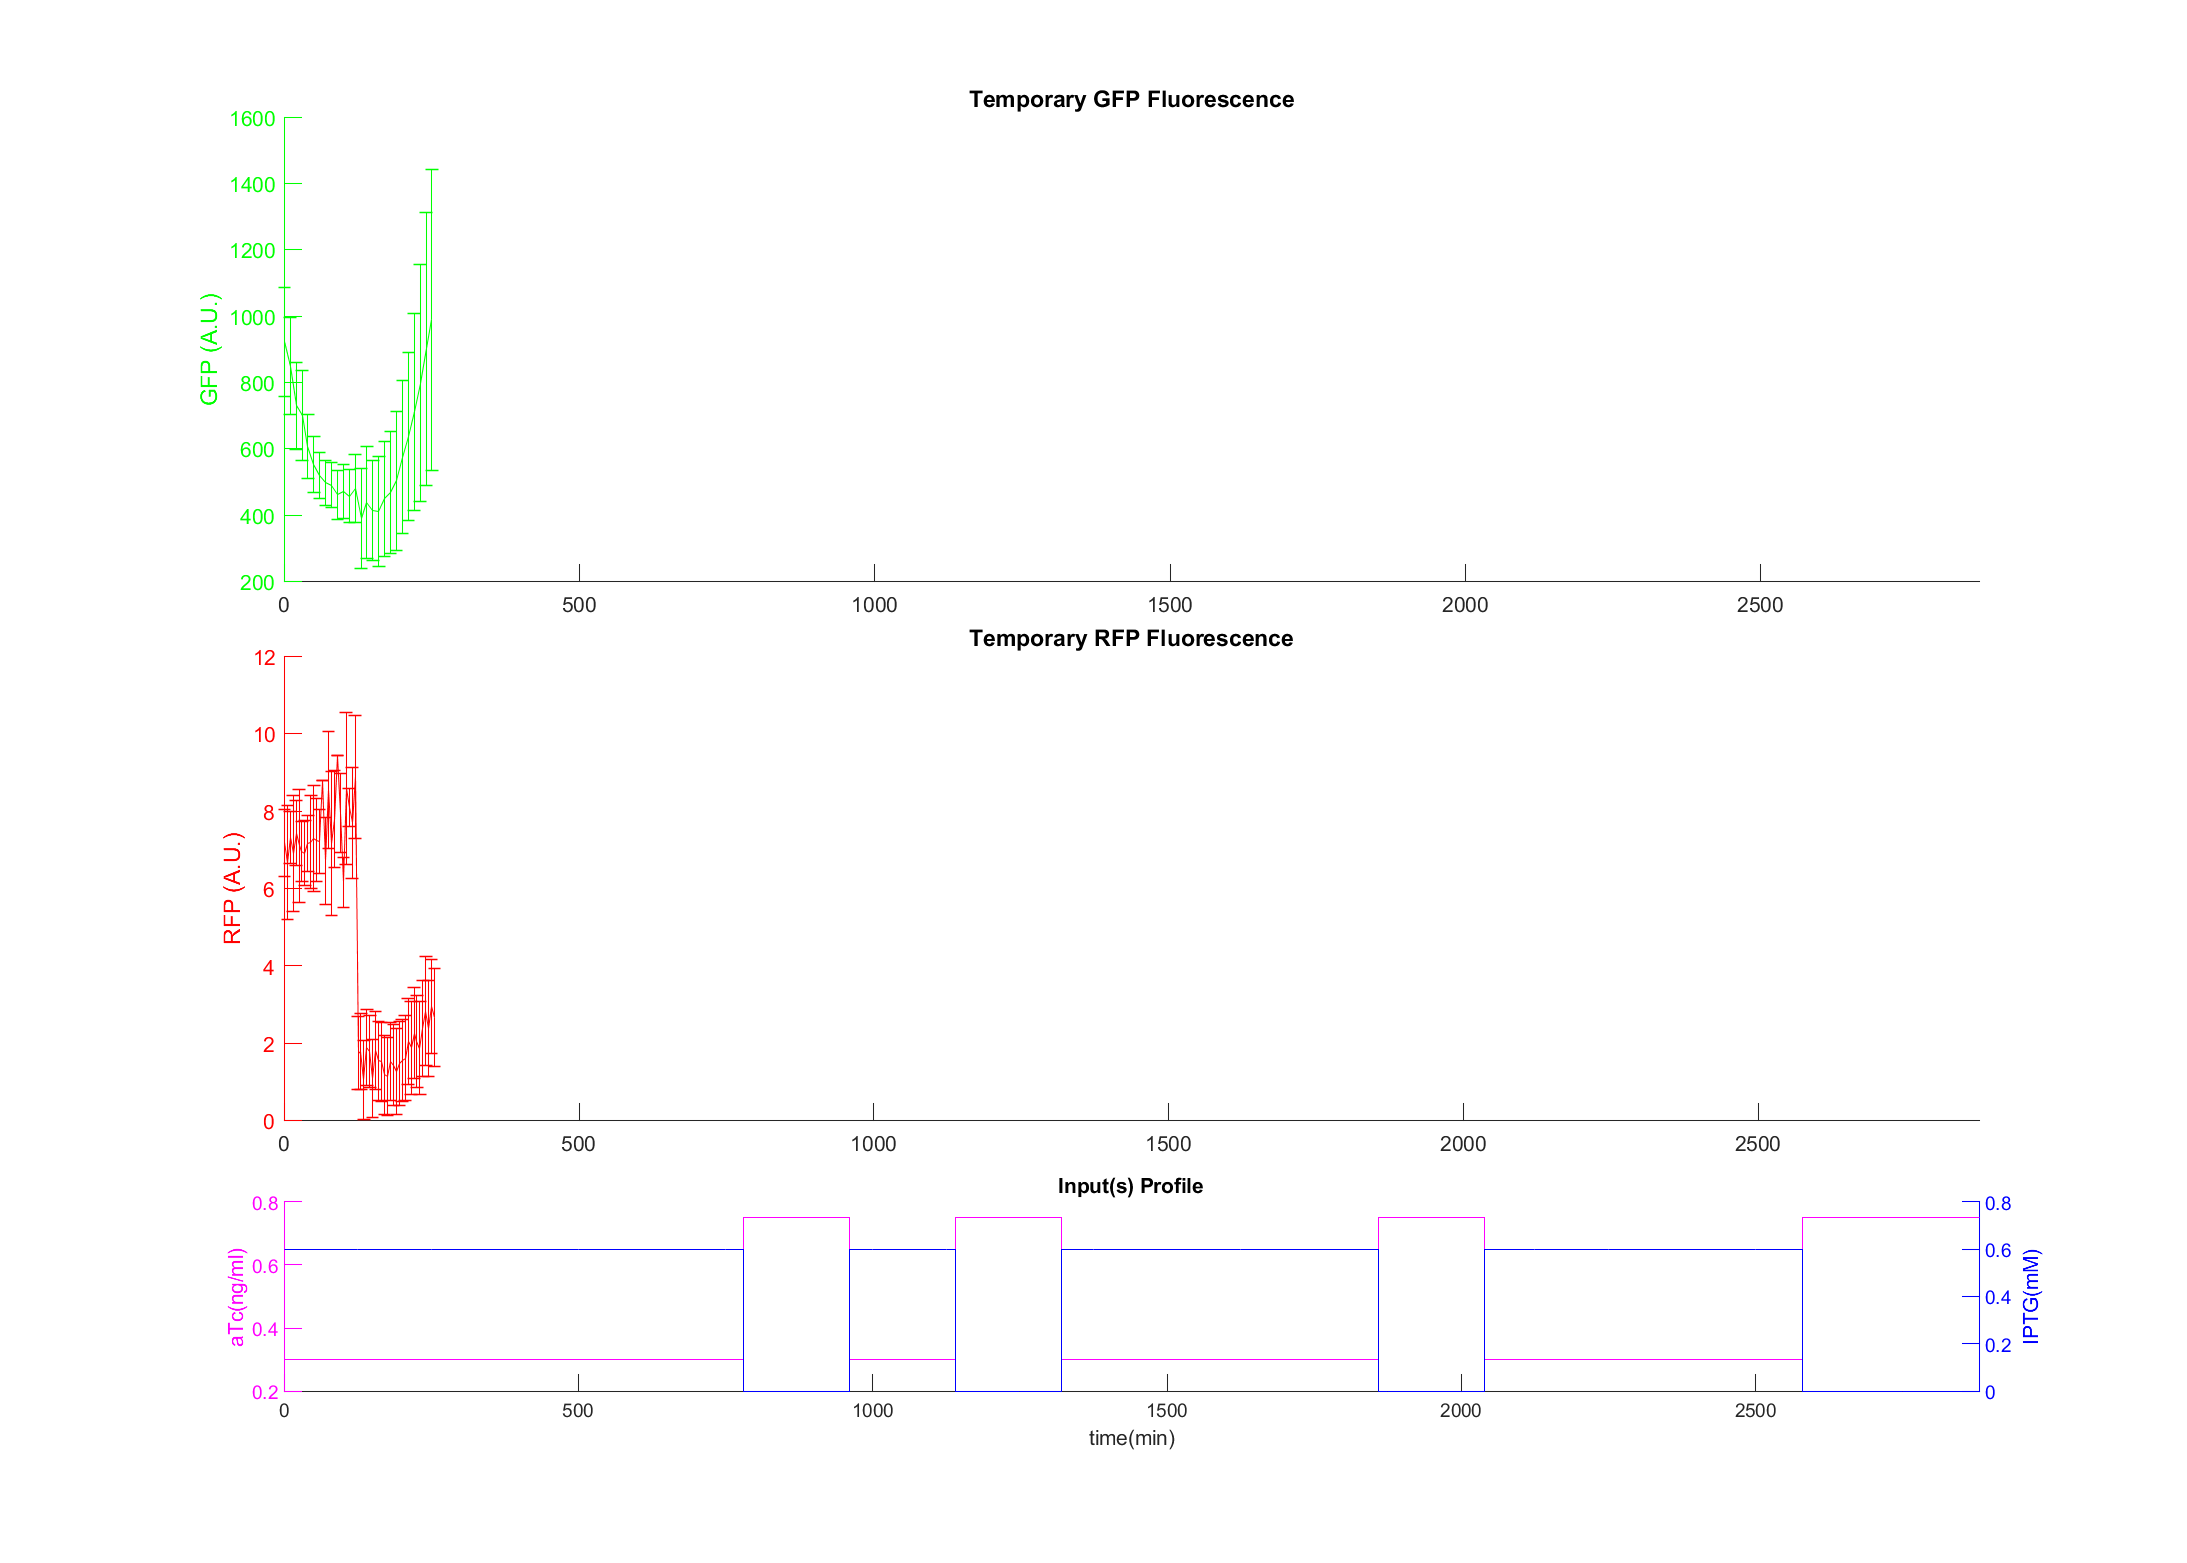 Temporary GFP Fluorescence
1600
1400
1200
1000
800
600
400
200
GFP (A.U.)
0 500 1000 1500 2000 2500
Temporary RFP Fluorescence
12
10
8
6
4
2
0
RFP (A.U.)
0 500 1000 1500 2000 2500
Input(s) Profile
0.8
0.6
0.4
0.2
aTc(ng/ml)
0.8
0.6
0.4
0.2
0
IPTG(mM)
0 500 1000 1500 2000 2500
time(min)